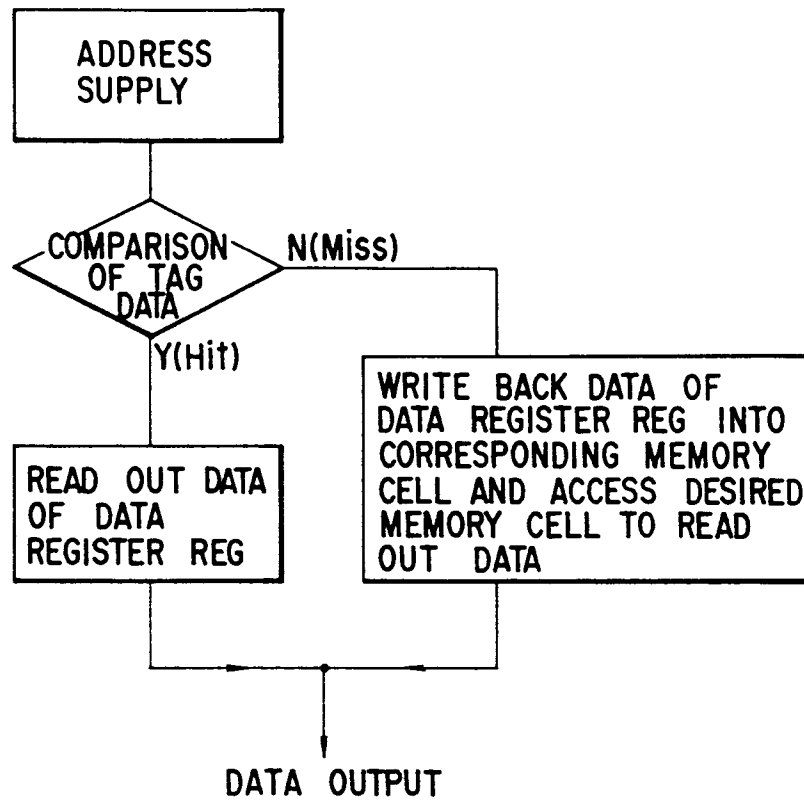 ADDRESS
SUPPLY
COMPARISON
OF TAG
DATA
N(Miss)
Y(Hit)
WRITE BACK DATA OF
DATA REGISTER REG INTO
CORRESPONDING MEMORY
CELL AND ACCESS DESIRED
MEMORY CELL TO READ
OUT DATA
READ OUT DATA
OF DATA
REGISTER REG
DATA OUTPUT